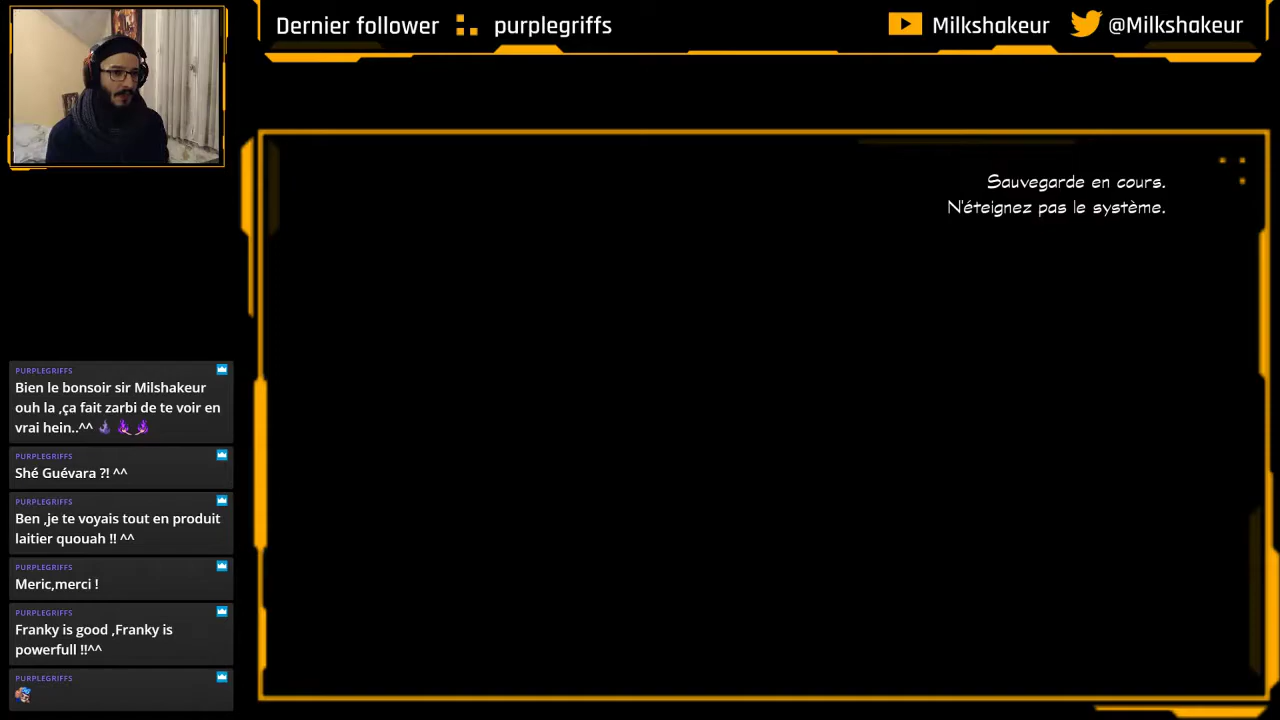 Dernier follower purplegriffs Milkshakeur @Milkshakeur
Sauvegarde en cours.
N'éteignez pas le système.
PURPLEGRIFFS
Bien le bonsoir sir Milshakeur
ouh la ,ça fait zarbi de te voir en
vrai hein..^^
PURPLEGRIFFS
Shé Guévara ?! ^^
PURPLEGRIFFS
Ben ,je te voyais tout en produit
laitier quouah !! ^^
PURPLEGRIFFS
Meric,merci !
PURPLEGRIFFS
Franky is good ,Franky is
powerfull !!^^
PURPLEGRIFFS